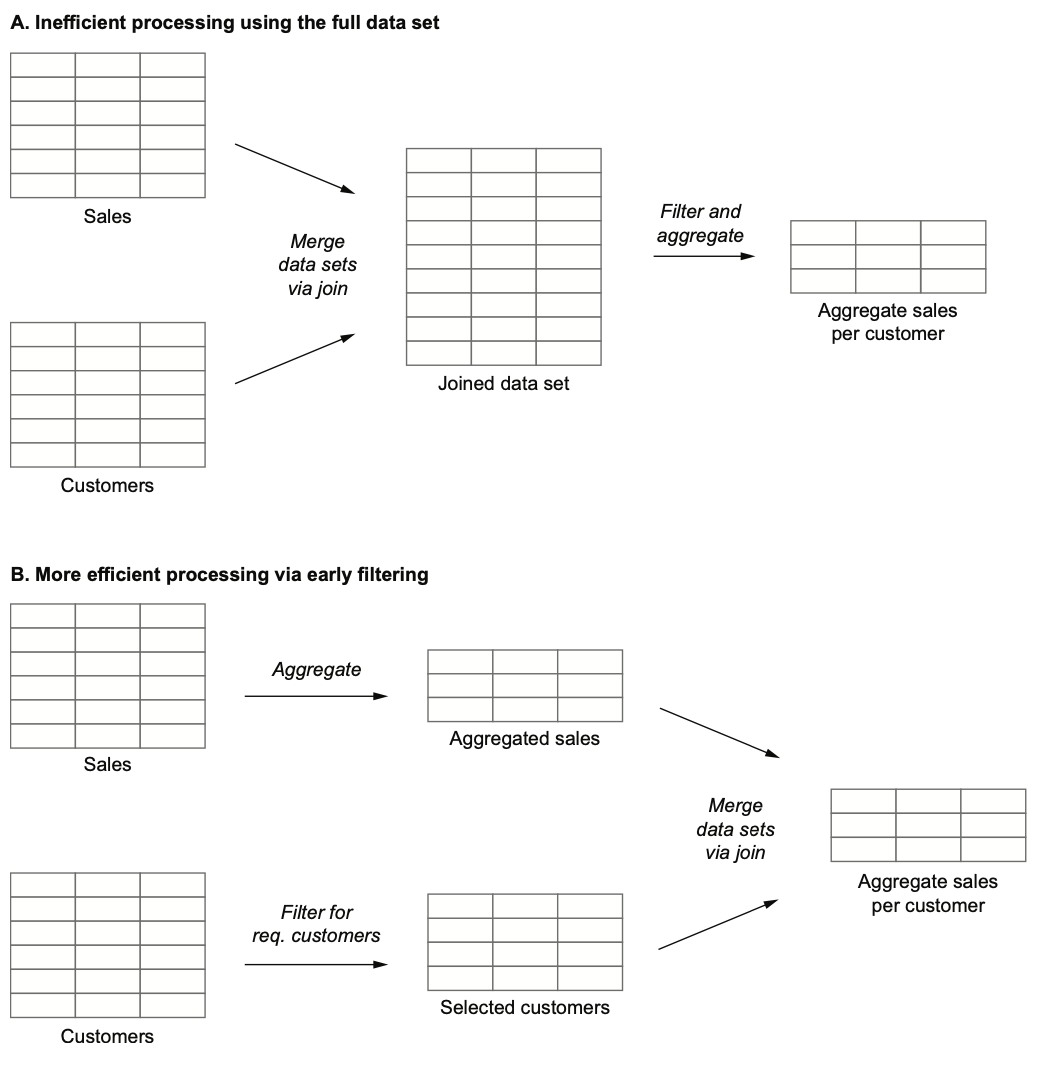 A. Inefficient processing using the full data set
Sales
Merge
data sets
via join
Customers
Joined data set
Filter and
aggregate
Aggregate sales
per customer
B. More efficient processing via early filtering
Sales
Aggregate
Aggregated sales
Customers
Filter for
req. customers
Selected customers
Merge
data sets
via join
Aggregate sales
per customer